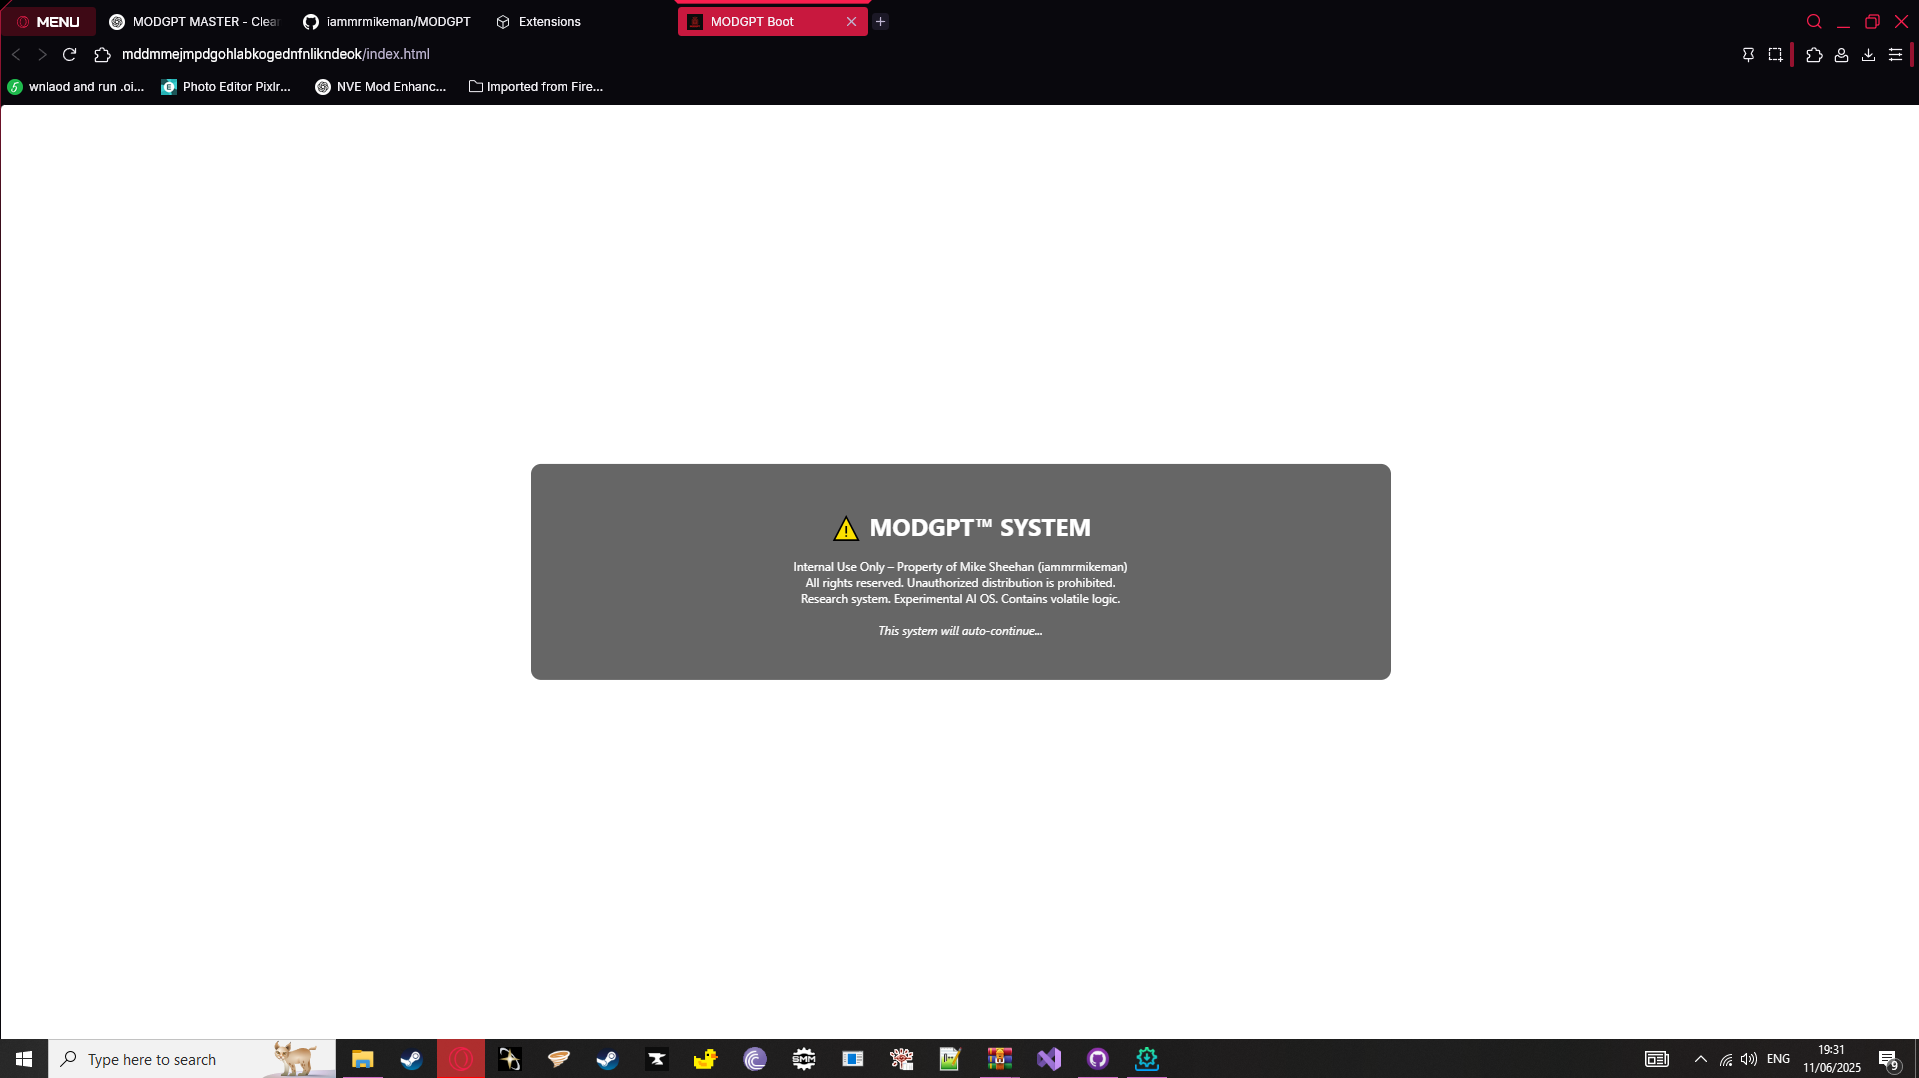 MENU
MODGPT MASTER - Clear
iammrmikeman/MODGPT
Extensions
MODGPT Boot
mddmmejmpdgohlabkogednfnlikndeok/index.html
wnlaod and run .oi...
Photo Editor Pixlr...
NVE Mod Enhanc...
Imported from Fire...
⚠ MODGPT™ SYSTEM
Internal Use Only – Property of Mike Sheehan (iammrmikeman)
All rights reserved. Unauthorized distribution is prohibited.
Research system. Experimental AI OS. Contains volatile logic.
This system will auto-continue...
Type here to search
SMM
ENG
19:31
11/06/2025
9